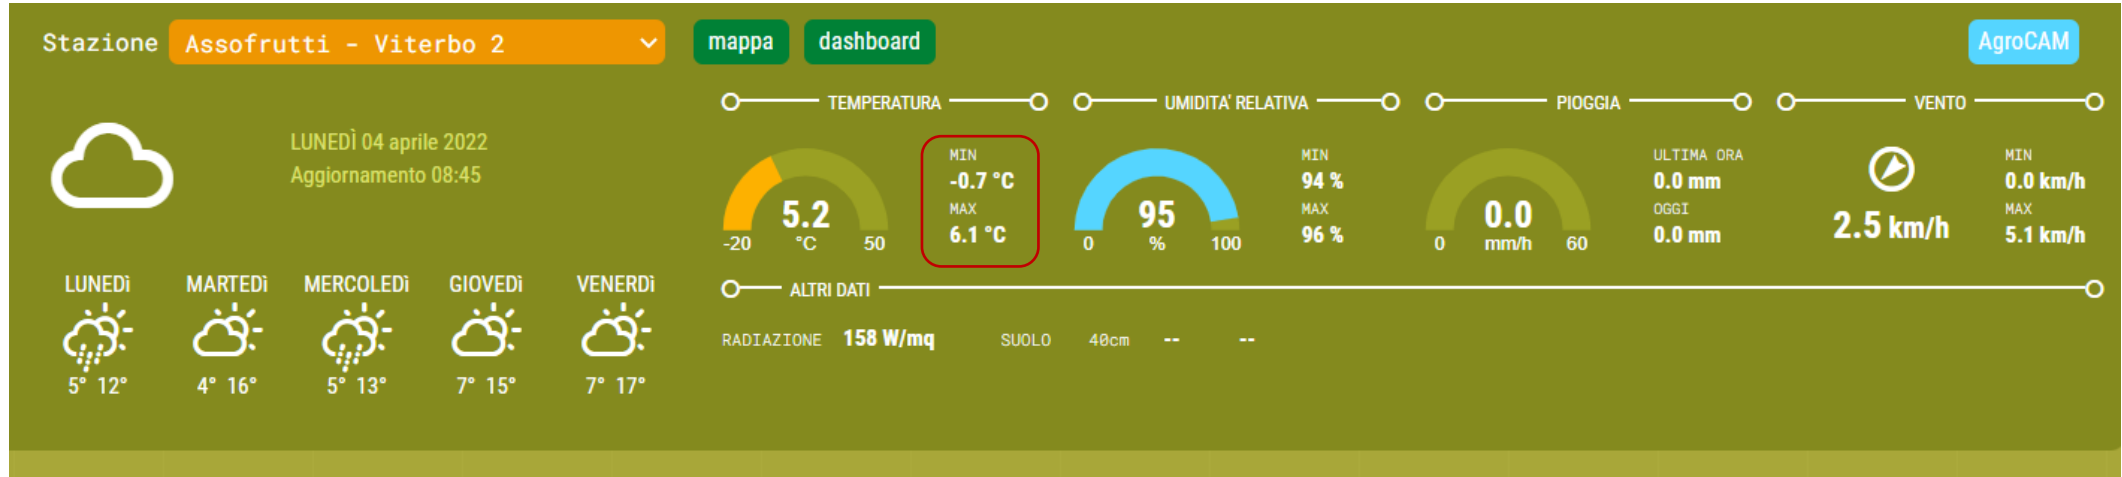 Stazione Assofrutti - Viterbo 2 mappa dashboard AgroCAM
LUNEDÌ 04 aprile 2022
Aggiornamento 08:45
TEMPERATURA
MIN
-0.7 °C
MAX
6.1 °C
5.2
-20 °C 50
UMIDITA' RELATIVA
MIN
94 %
MAX
96 %
95
0 % 100
PIOGGIA
ULTIMA ORA
0.0 mm
OGGI
0.0 mm
0.0
0 mm/h 60
VENTO
2.5 km/h
MIN
0.0 km/h
MAX
5.1 km/h
LUNEDì MARTEDì MERCOLEDì GIOVEDì VENERDì
5° 12° 4° 16° 5° 13° 7° 15° 7° 17°
ALTRI DATI
RADIAZIONE 158 W/mq SUOLO 40cm -- --